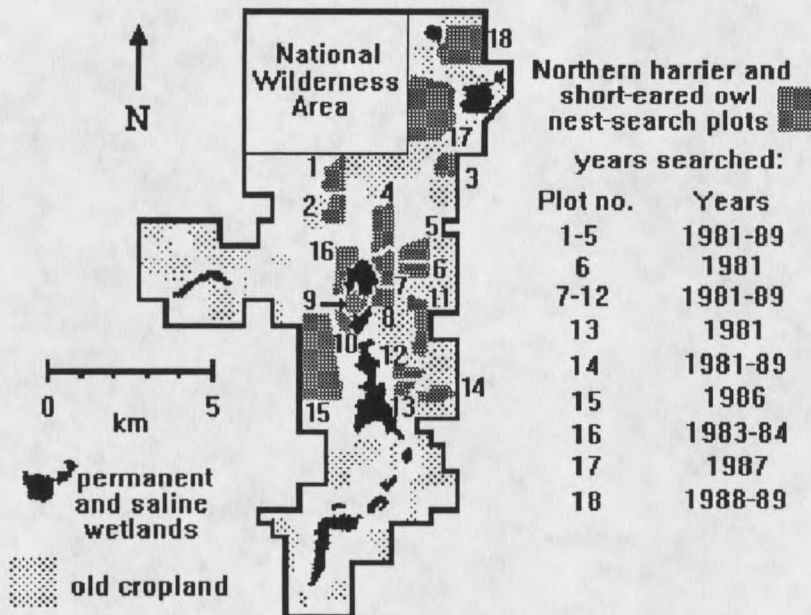 N
National
Wilderness
Area
18
17
1
2
3
4
5
6
7
16
9
8
11
10
12
13
14
15
0 5
km
permanent
and saline
wetlands
old cropland
Northern harrier and
short-eared owl
nest-search plots
years searched:
Plot no. Years
1-5 1981-89
6 1981
7-12 1981-89
13 1981
14 1981-89
15 1986
16 1983-84
17 1987
18 1988-89